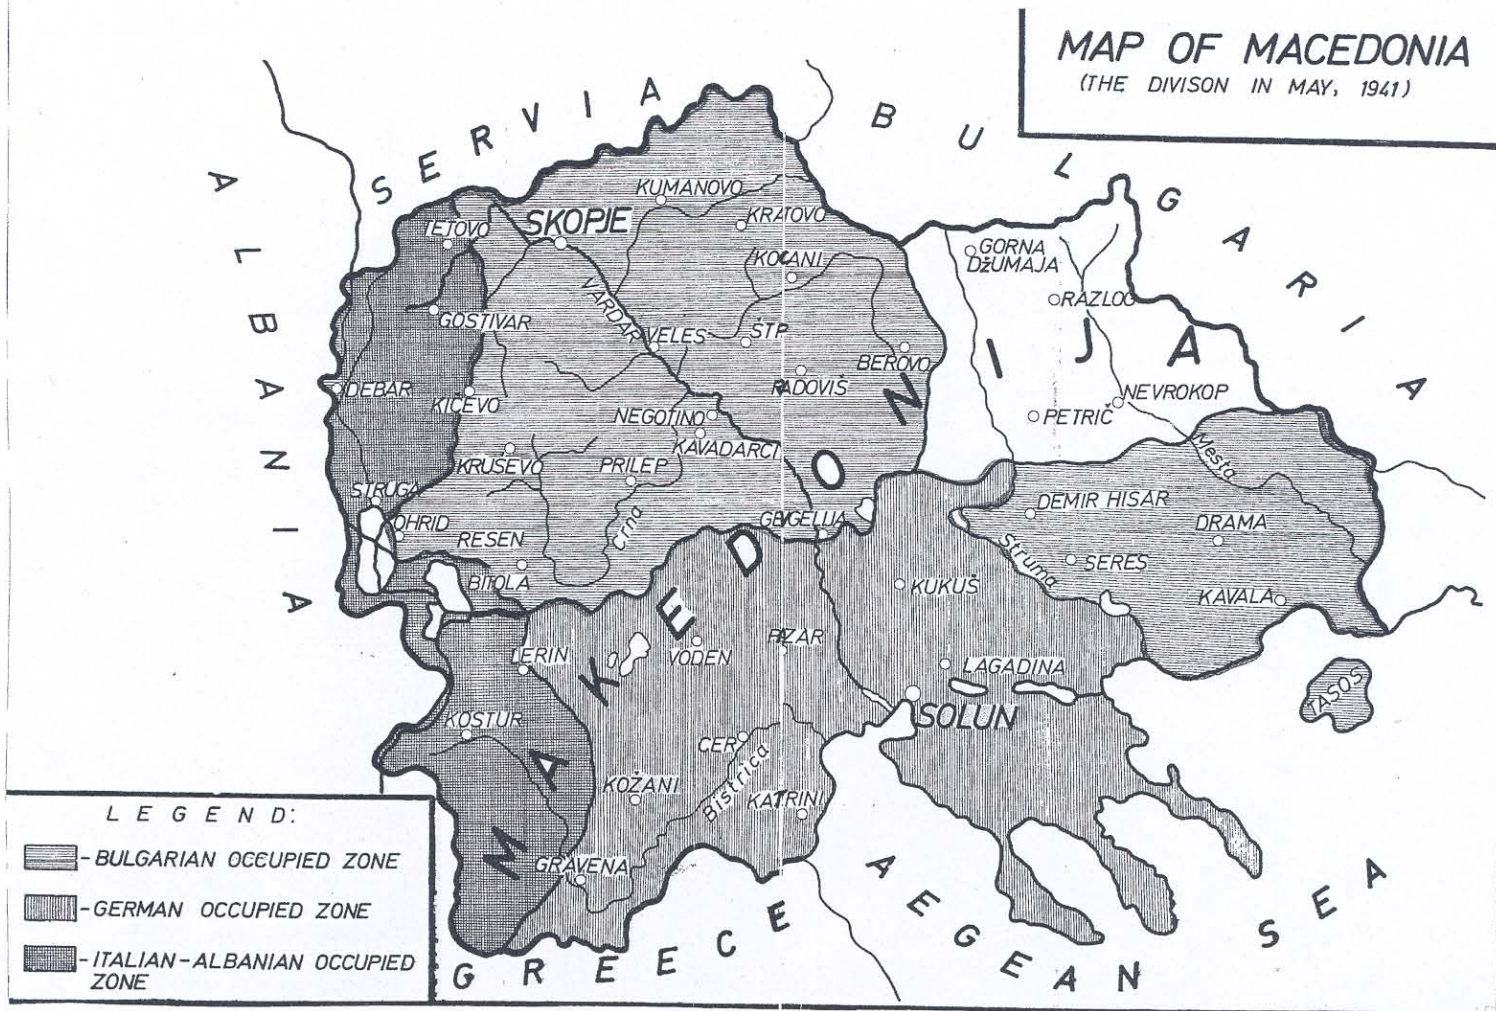 MAP OF MACEDONIA
(THE DIVISON IN MAY, 1941)
SERVIA
BULGARIA
ALBANIA
GREECE
AEGEAN SEA
MAKEDONIJA
KUMANOVO
TETOVO
SKOPJE
KRATOVO
GORNA
DŽUMAJA
KOČANI
RAZLOG
VARDAR
GOSTIVAR
VELES
ŠTP
BEROVO
DEBAR
KIČEVO
RADOVIŠ
NEVROKOP
NEGOTINO
PETRIČ
KAVADARCI
Mesta
KRUŠEVO
PRILEP
STRUGA
DEMIR HISAR
OHRID
RESEN
Crna
GEVGELIJA
DRAMA
Struma
SERES
BITOLA
KUKUŠ
KAVALA
LERIN
VODEN
PAZAR
LAGADINA
TASOS
KOSTUR
SOLUN
CER
KOŽANI
Bistrica
KATRINI
GRAVENA
LEGEND:
- BULGARIAN OCCUPIED ZONE
- GERMAN OCCUPIED ZONE
- ITALIAN-ALBANIAN OCCUPIED
ZONE